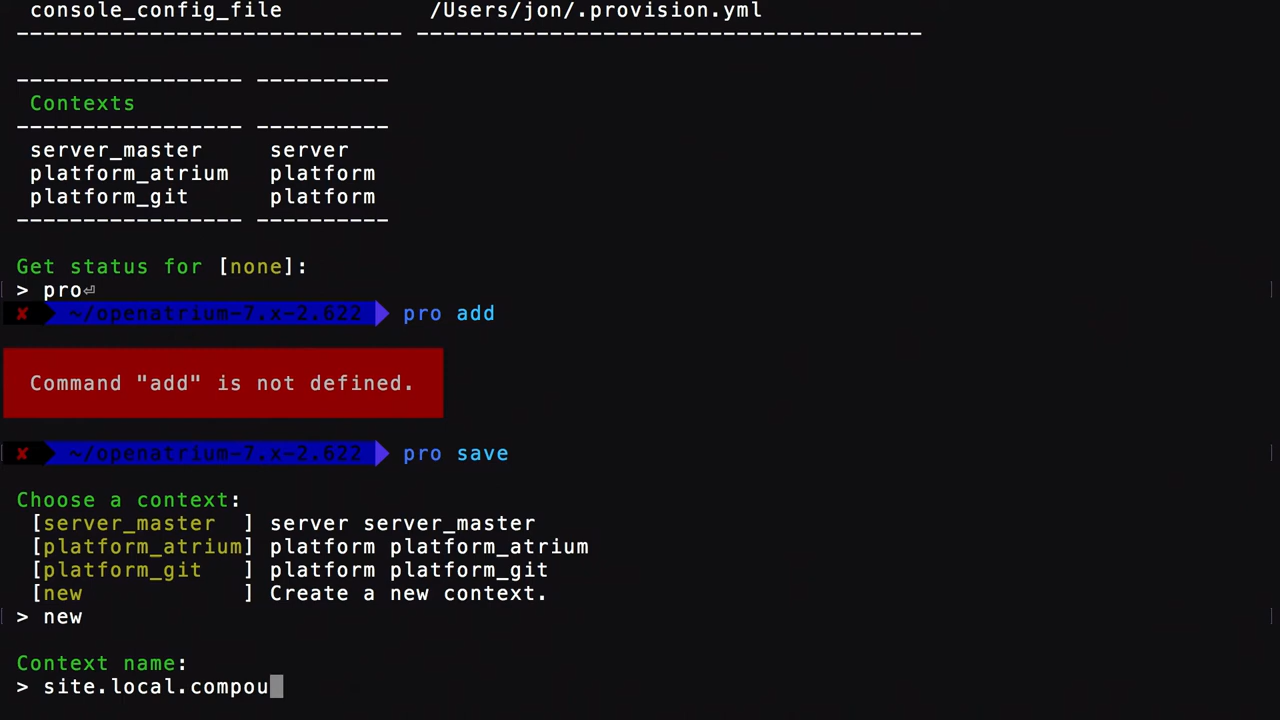 console_config_file /Users/jon/.provision.yml
----------------------------- --------------------------------------
----------------- ----------
Contexts
----------------- ----------
server_master server
platform_atrium platform
platform_git platform
----------------- ----------
Get status for [none]:
> pro⏎
✘ ~/openatrium-7.x-2.622 pro add
Command "add" is not defined.
✘ ~/openatrium-7.x-2.622 pro save
Choose a context:
[server_master ] server server_master
[platform_atrium] platform platform_atrium
[platform_git ] platform platform_git
[new ] Create a new context.
> new
Context name:
> site.local.compou